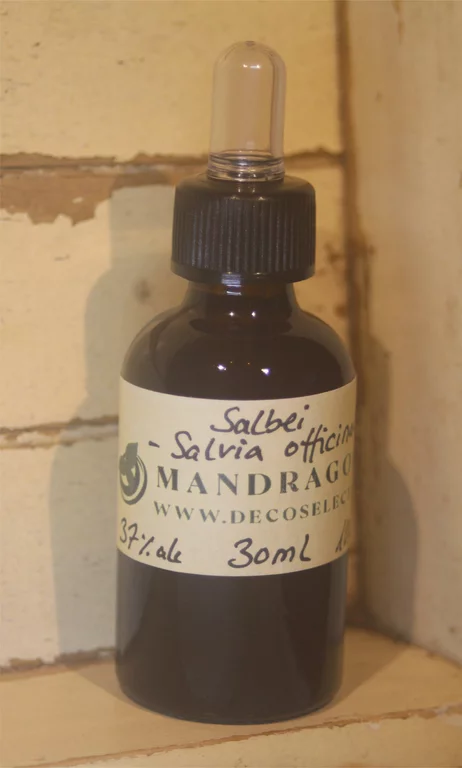 Salbei
- Salvia officina
MANDRAGO
WWW.DECOSELEC
37% alc 30mL